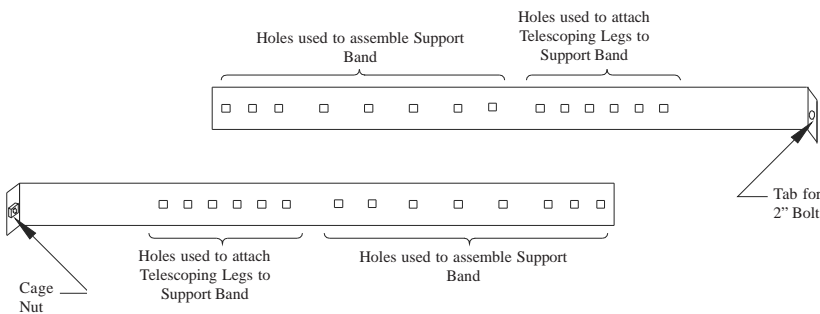 Holes used to assemble Support
Band
Holes used to attach
Telescoping Legs to
Support Band
Tab for
2” Bolt
Holes used to attach
Telescoping Legs to
Support Band
Holes used to assemble Support
Band
Cage
Nut